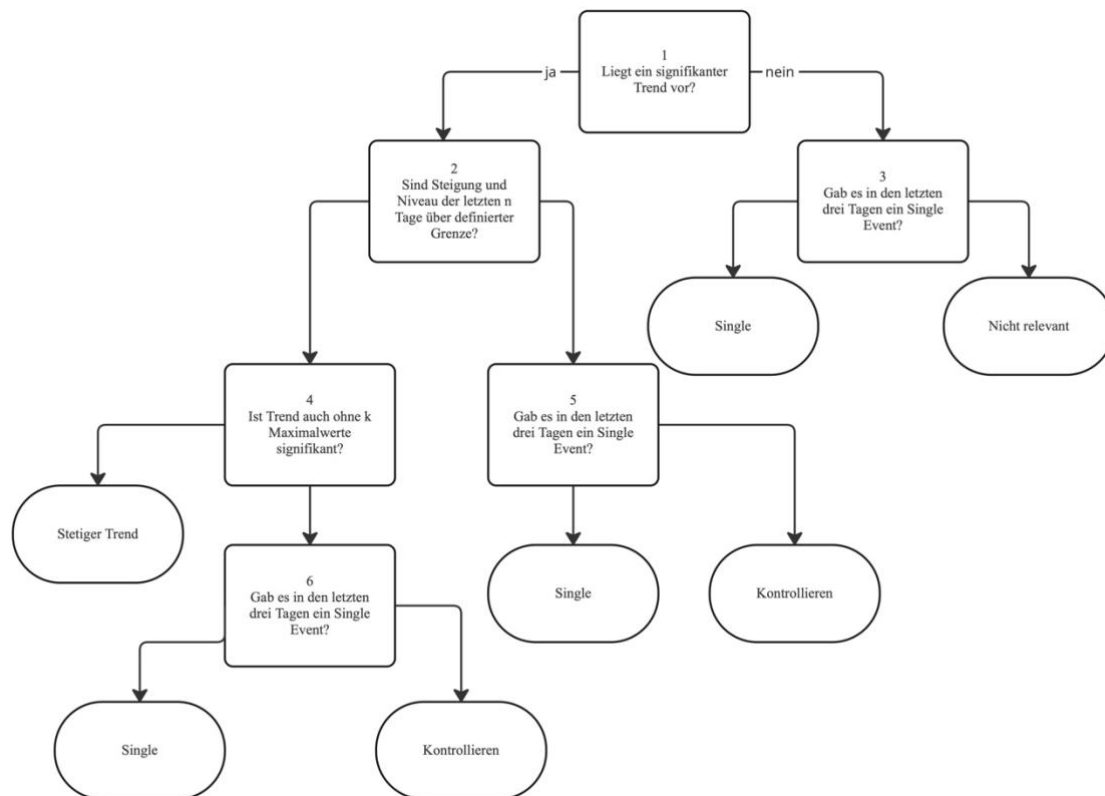 1
Liegt ein signifikanter
Trend vor?
ja
nein
2
Sind Steigung und
Niveau der letzten n
Tage über definierter
Grenze?
3
Gab es in den letzten
drei Tagen ein Single
Event?
Single
Nicht relevant
4
Ist Trend auch ohne k
Maximalwerte
signifikant?
5
Gab es in den letzten
drei Tagen ein Single
Event?
Stetiger Trend
6
Gab es in den letzten
drei Tagen ein Single
Event?
Single
Kontrollieren
Single
Kontrollieren